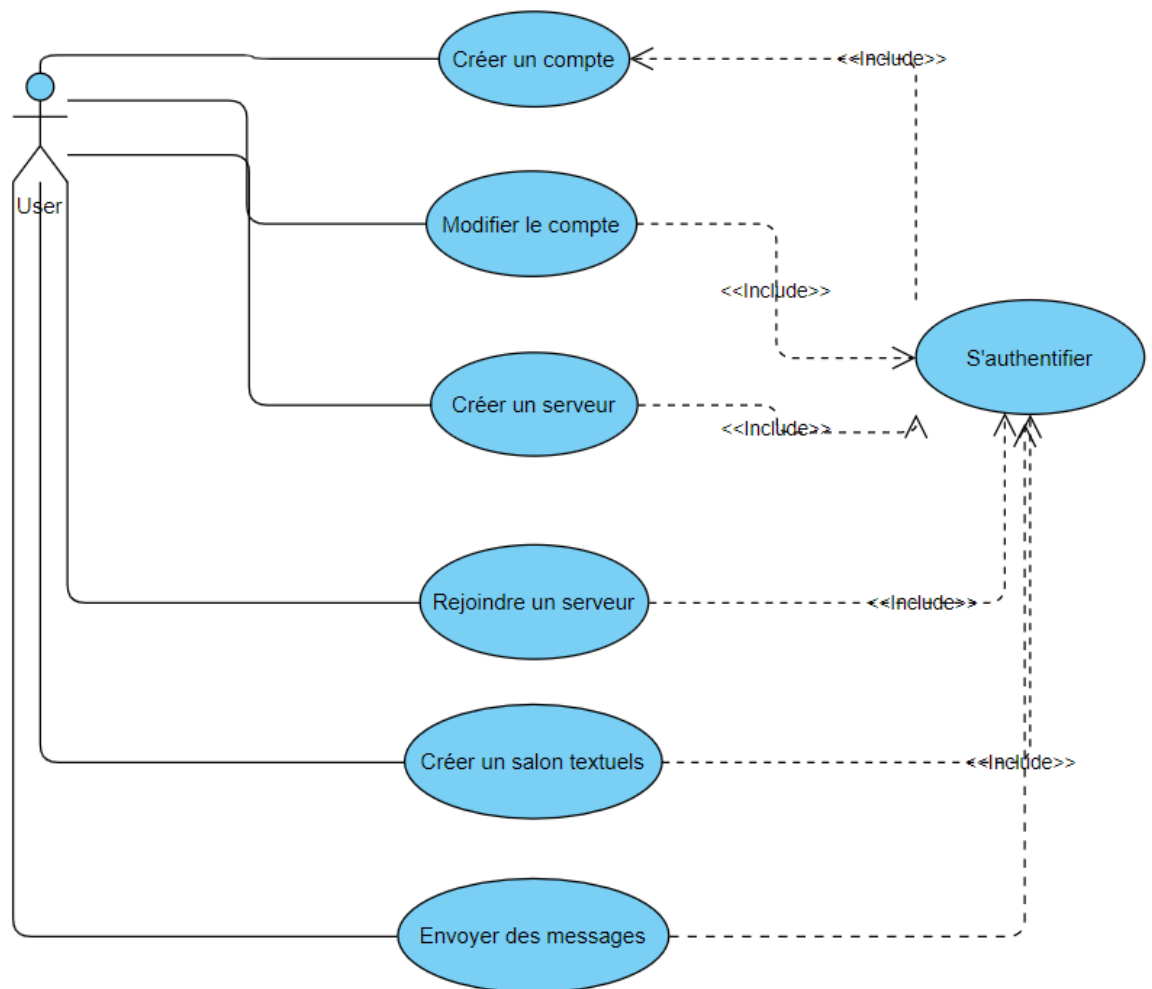 Créer un compte
<<Include>>
User
Modifier le compte
<<Include>>
S'authentifier
Créer un serveur
<<Include>>
Rejoindre un serveur
<<Include>>
Créer un salon textuels
<<Include>>
Envoyer des messages